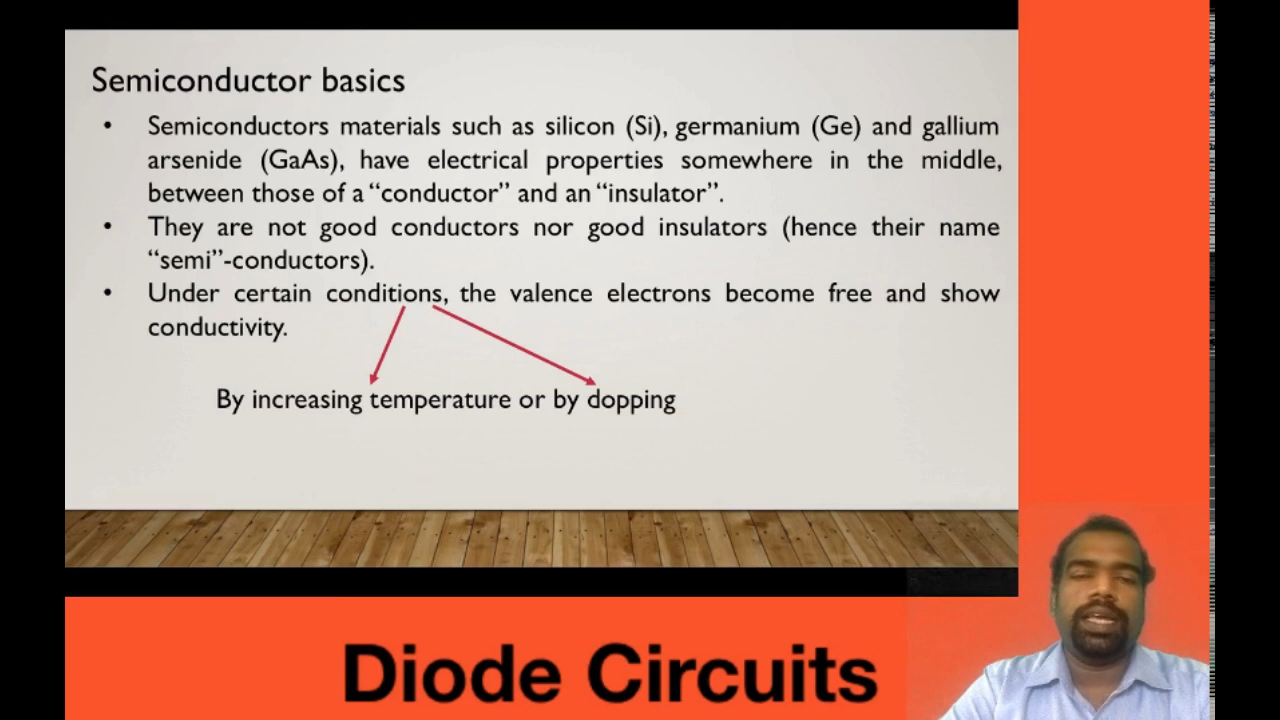 Semiconductor basics
• Semiconductors materials such as silicon (Si), germanium (Ge) and gallium
arsenide (GaAs), have electrical properties somewhere in the middle,
between those of a “conductor” and an “insulator”.
• They are not good conductors nor good insulators (hence their name
“semi”-conductors).
• Under certain conditions, the valence electrons become free and show
conductivity.
By increasing temperature or by dopping
Diode Circuits